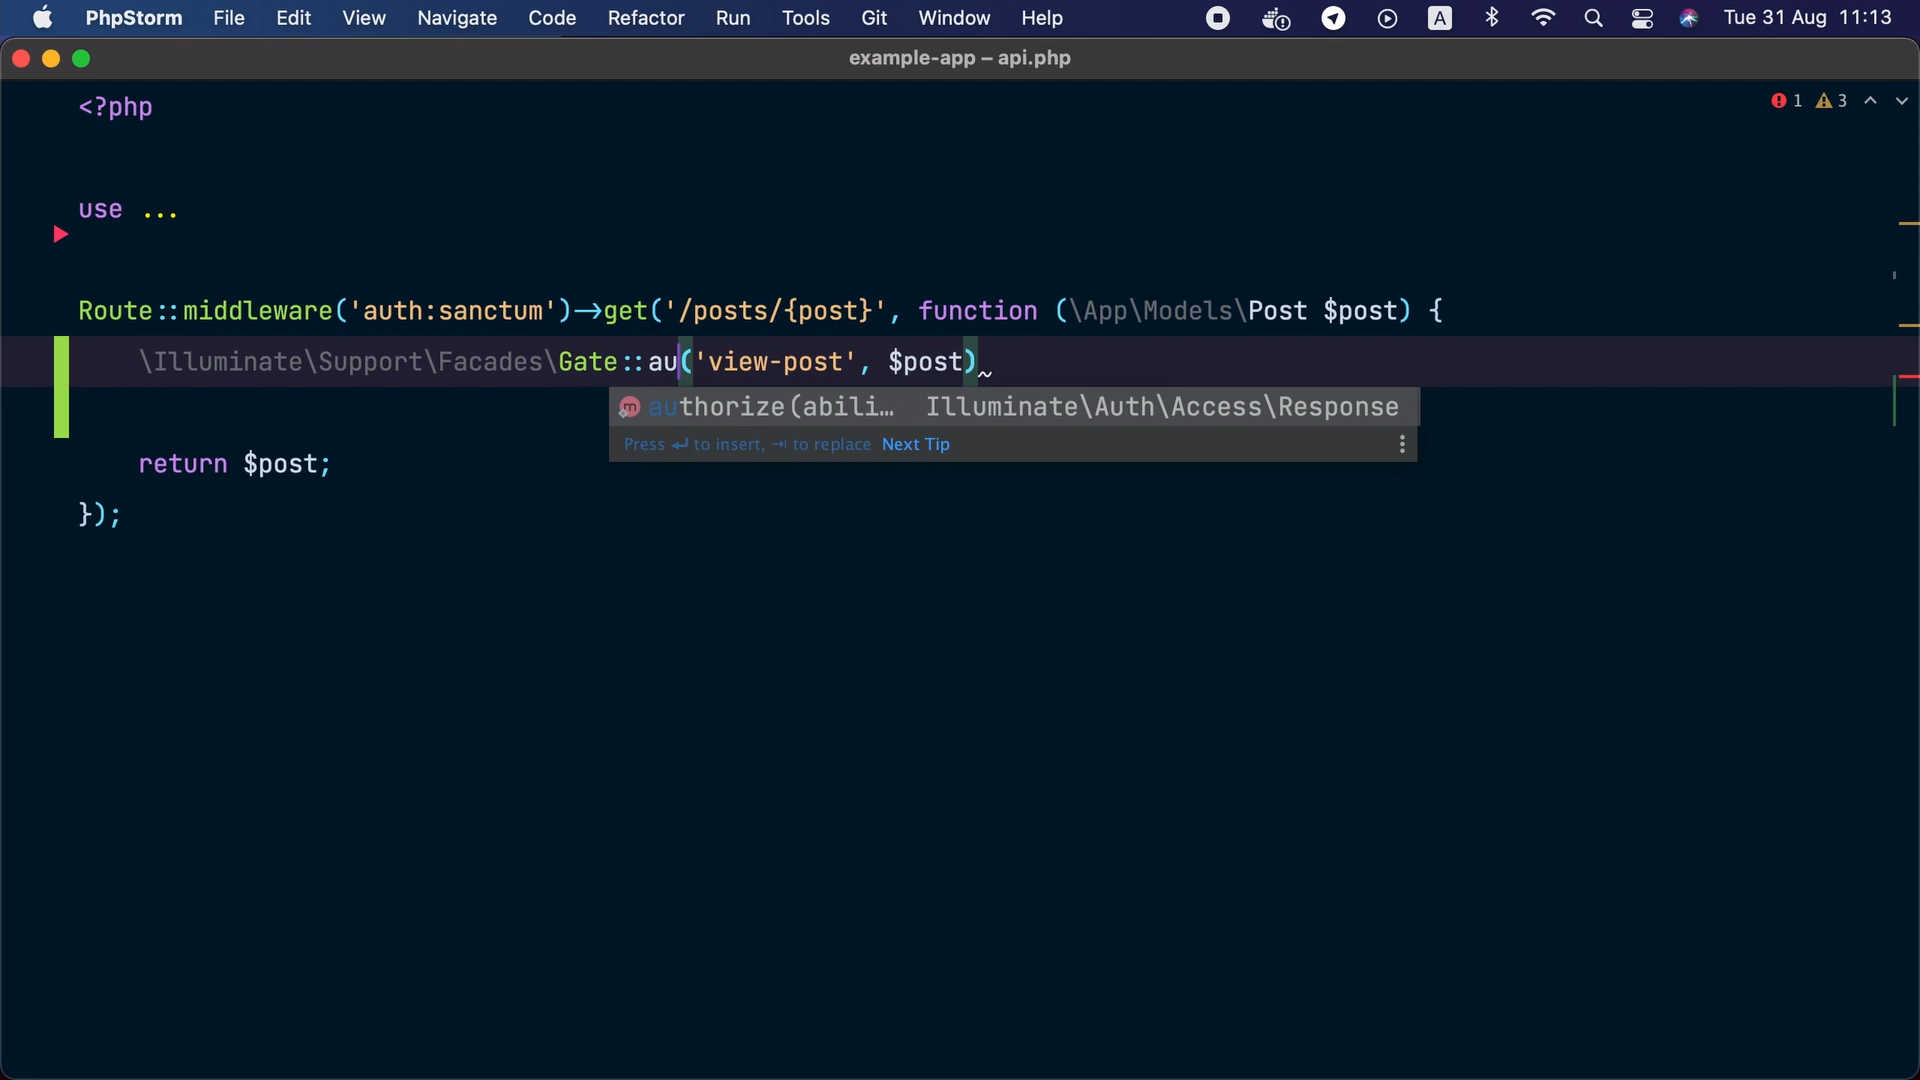 PhpStorm File Edit View Navigate Code Refactor Run Tools Git Window Help A Tue 31 Aug 11:13
example-app – api.php
<?php
1 3
use ...
Route::middleware('auth:sanctum')->get('/posts/{post}', function (\App\Models\Post $post) {
\Illuminate\Support\Facades\Gate::au('view-post', $post)
authorize(abili… Illuminate\Auth\Access\Response
Press ↵ to insert, ⇥ to replace Next Tip
return $post;
});